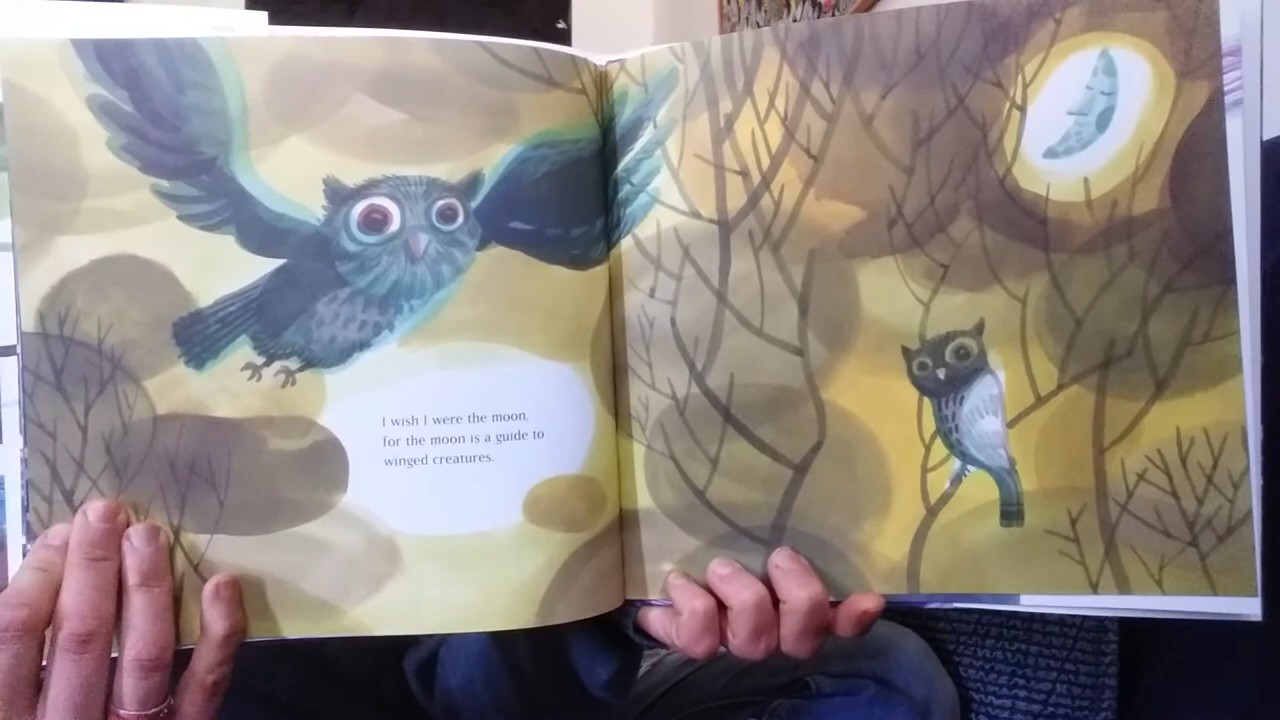 I wish I were the moon,
for the moon is a guide to
winged creatures.